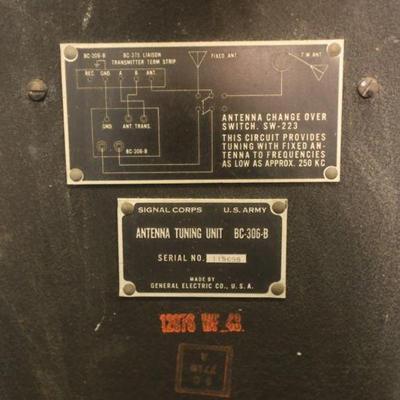 BC-306-B BC-375 LIAISON FIXED ANT. T.W. ANT.
TRANSMITTER TERM STRIP
REC. GND. A B ANT.
GND. ANT. TRANS.
BC-306-B
ANTENNA CHANGE OVER
SWITCH. SW-223
THIS CIRCUIT PROVIDES
TUNING WITH FIXED AN-
TENNA TO FREQUENCIES
AS LOW AS APPROX. 250 KC
SIGNAL CORPS U.S. ARMY
ANTENNA TUNING UNIT BC-306-B
SERIAL NO.
MADE BY
GENERAL ELECTRIC CO., U.S.A.